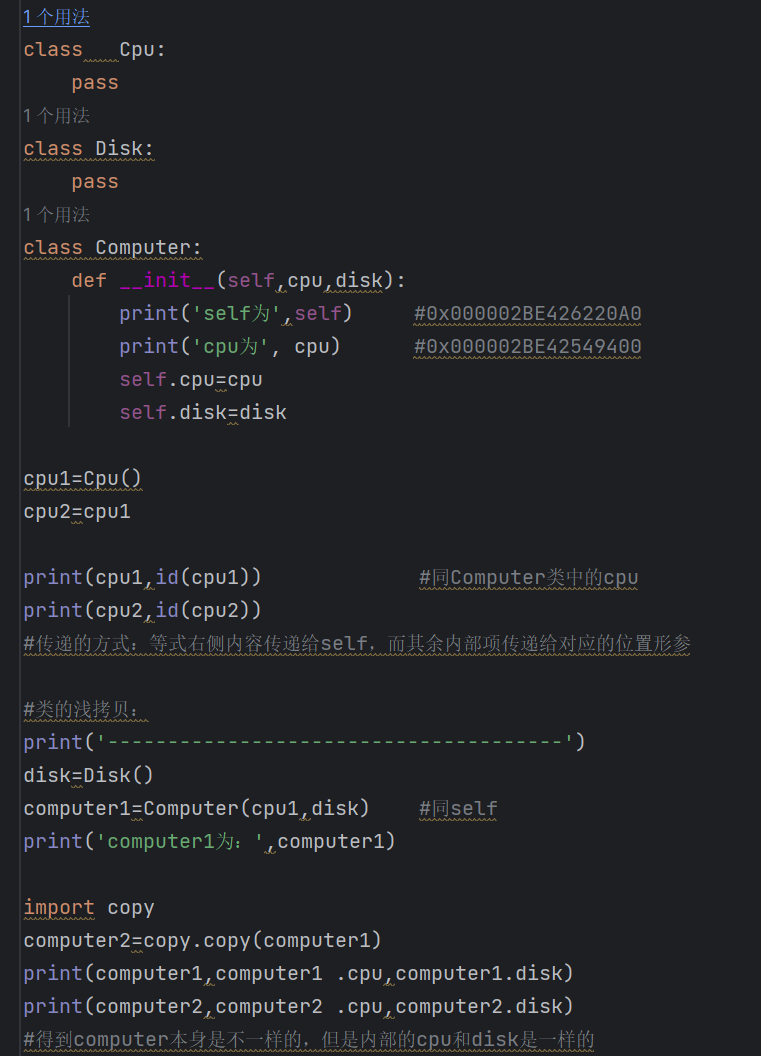 1 个用法
class   Cpu:
    pass
1 个用法
class Disk:
    pass
1 个用法
class Computer:
    def __init__(self,cpu,disk):
        print('self为',self)     #0x000002BE426220A0
        print('cpu为', cpu)      #0x000002BE42549400
        self.cpu=cpu
        self.disk=disk
cpu1=Cpu()
cpu2=cpu1
print(cpu1,id(cpu1))             #同Computer类中的cpu
print(cpu2,id(cpu2))
#传递的方式：等式右侧内容传递给self，而其余内部项传递给对应的位置形参
#类的浅拷贝：
print('--------------------------------------')
disk=Disk()
computer1=Computer(cpu1,disk)    #同self
print('computer1为：',computer1)
import copy
computer2=copy.copy(computer1)
print(computer1,computer1 .cpu,computer1.disk)
print(computer2,computer2 .cpu,computer2.disk)
#得到computer本身是不一样的，但是内部的cpu和disk是一样的